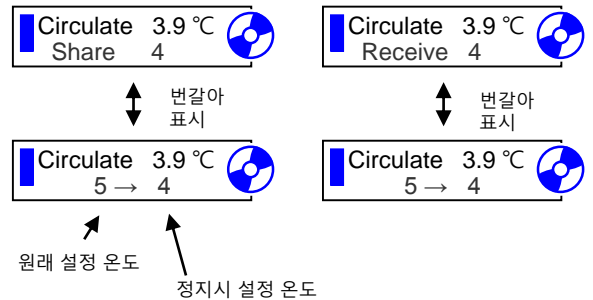 Circulate 3.9 ℃
Share 4
번갈아
표시
Circulate 3.9 ℃
5 → 4
원래 설정 온도
정지시 설정 온도
Circulate 3.9 ℃
Receive 4
번갈아
표시
Circulate 3.9 ℃
5 → 4